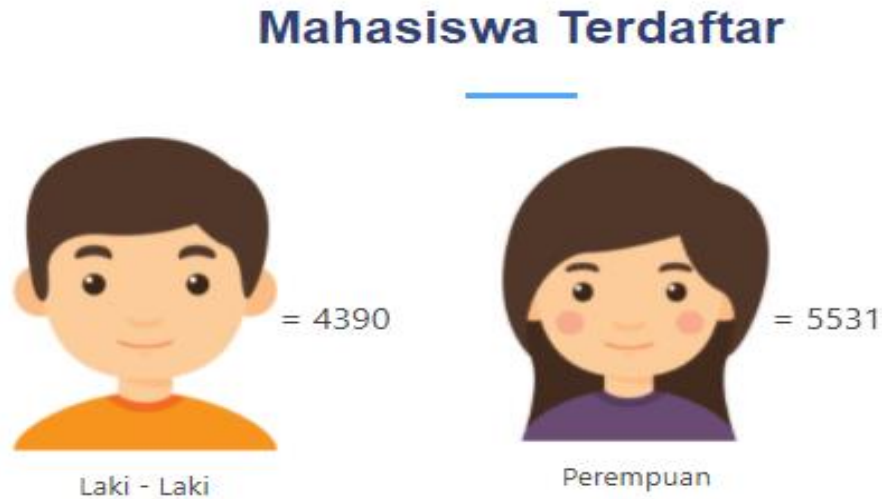 Mahasiswa Terdaftar
= 4390
= 5531
Laki - Laki
Perempuan